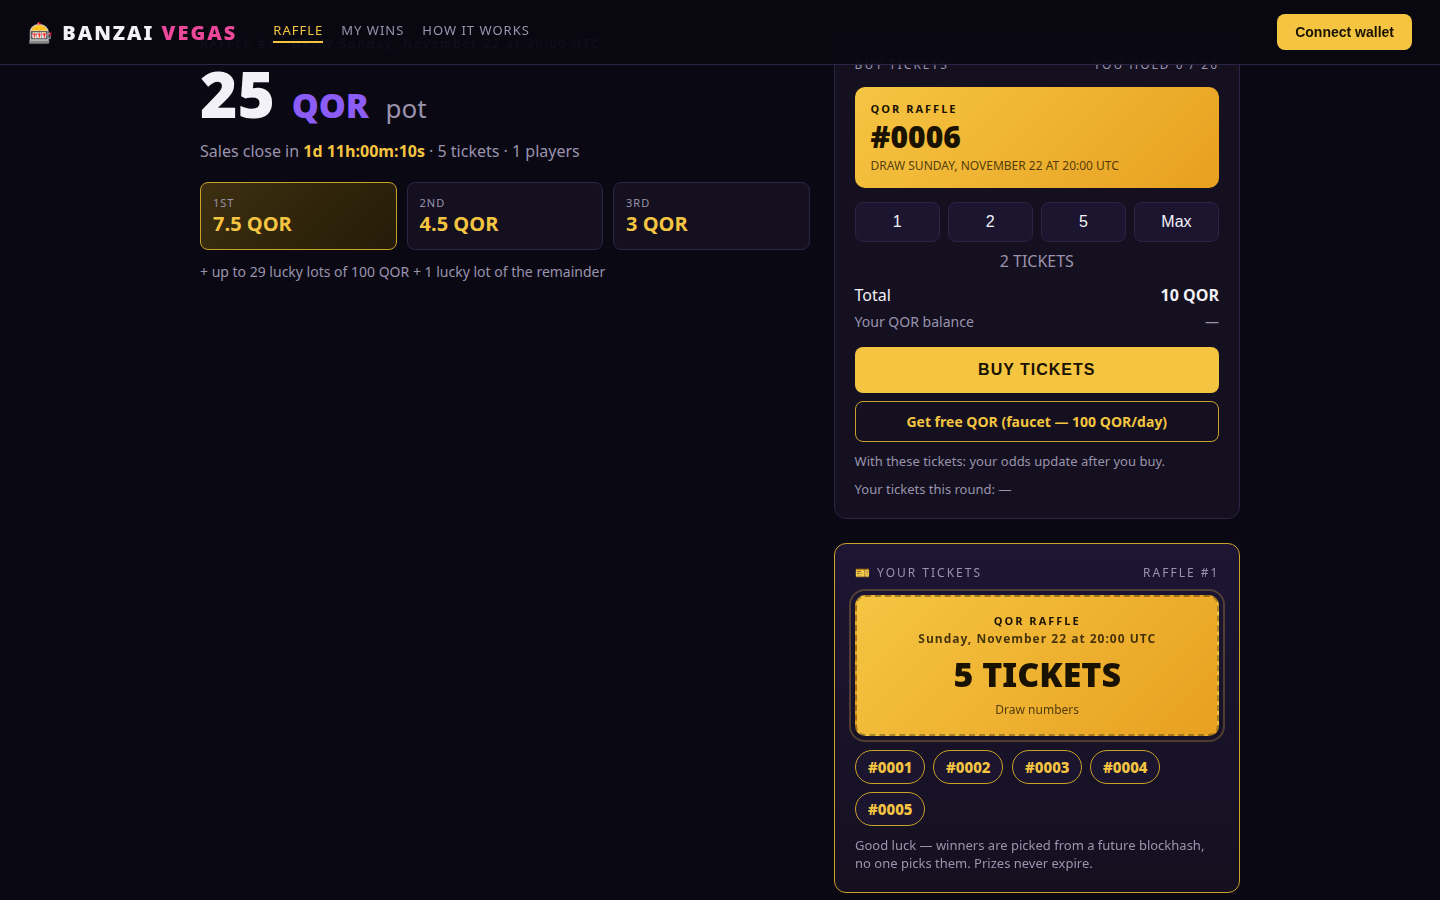 BANZAI VEGAS
RAFFLE
MY WINS
HOW IT WORKS
Connect wallet
25 QOR pot
Sales close in 1d 11h:00m:10s · 5 tickets · 1 players
1ST
7.5 QOR
2ND
4.5 QOR
3RD
3 QOR
+ up to 29 lucky lots of 100 QOR + 1 lucky lot of the remainder
BUY TICKETS
YOU HOLD 0 / 20
QOR RAFFLE
#0006
DRAW SUNDAY, NOVEMBER 22 AT 20:00 UTC
1
2
5
Max
2 TICKETS
Total
10 QOR
Your QOR balance
—
BUY TICKETS
Get free QOR (faucet — 100 QOR/day)
With these tickets: your odds update after you buy.
Your tickets this round: —
YOUR TICKETS
RAFFLE #1
QOR RAFFLE
Sunday, November 22 at 20:00 UTC
5 TICKETS
Draw numbers
#0001
#0002
#0003
#0004
#0005
Good luck — winners are picked from a future blockhash,
no one picks them. Prizes never expire.